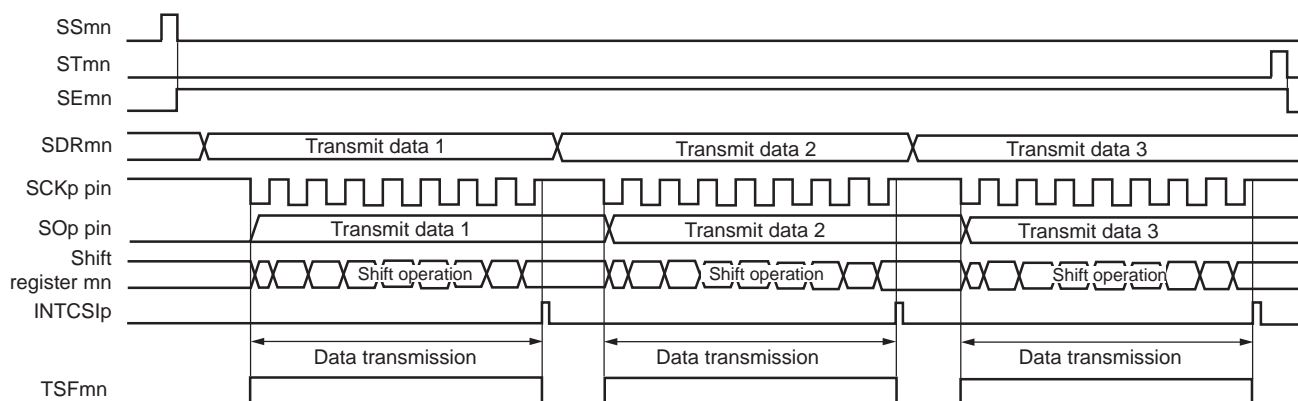 SSmn
STmn
SEmn
SDRmn Transmit data 1 Transmit data 2 Transmit data 3
SCKp pin
SOp pin Transmit data 1 Transmit data 2 Transmit data 3
Shift
register mn Shift operation Shift operation Shift operation
INTCSIp
Data transmission Data transmission Data transmission
TSFmn